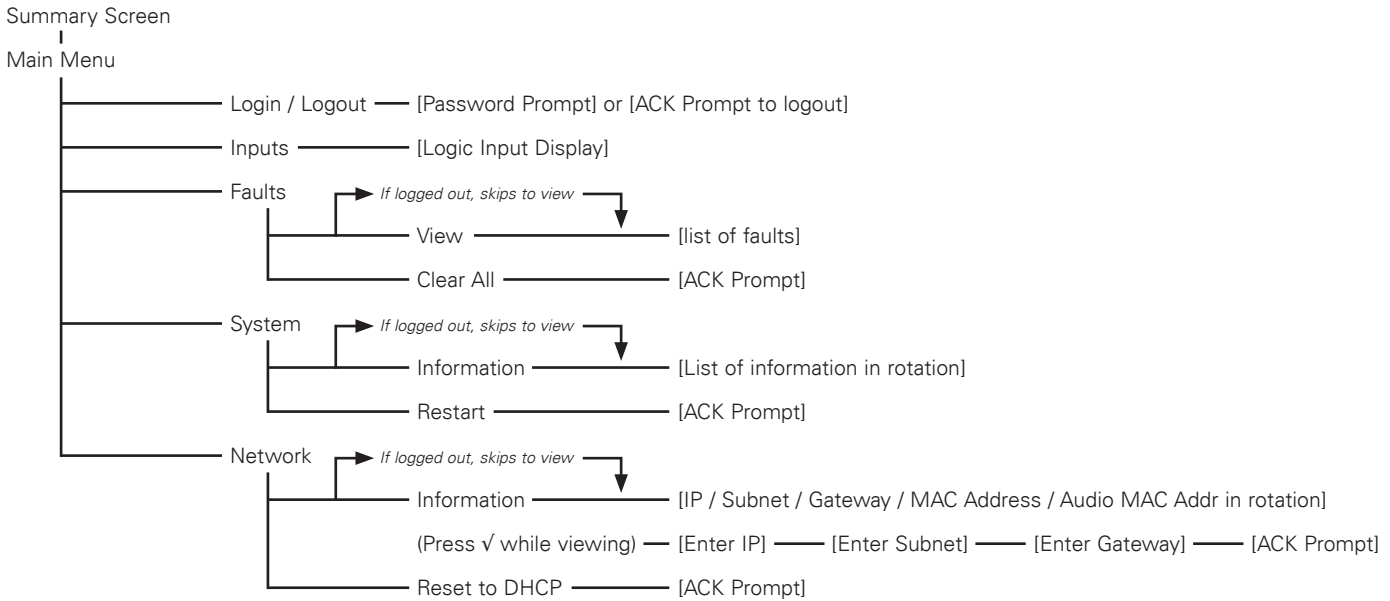 Summary Screen
Main Menu
Login / Logout [Password Prompt] or [ACK Prompt to logout]
Inputs [Logic Input Display]
Faults If logged out, skips to view
View [list of faults]
Clear All [ACK Prompt]
System If logged out, skips to view
Information [List of information in rotation]
Restart [ACK Prompt]
Network If logged out, skips to view
Information [IP / Subnet / Gateway / MAC Address / Audio MAC Addr in rotation]
(Press √ while viewing) [Enter IP] [Enter Subnet] [Enter Gateway] [ACK Prompt]
Reset to DHCP [ACK Prompt]